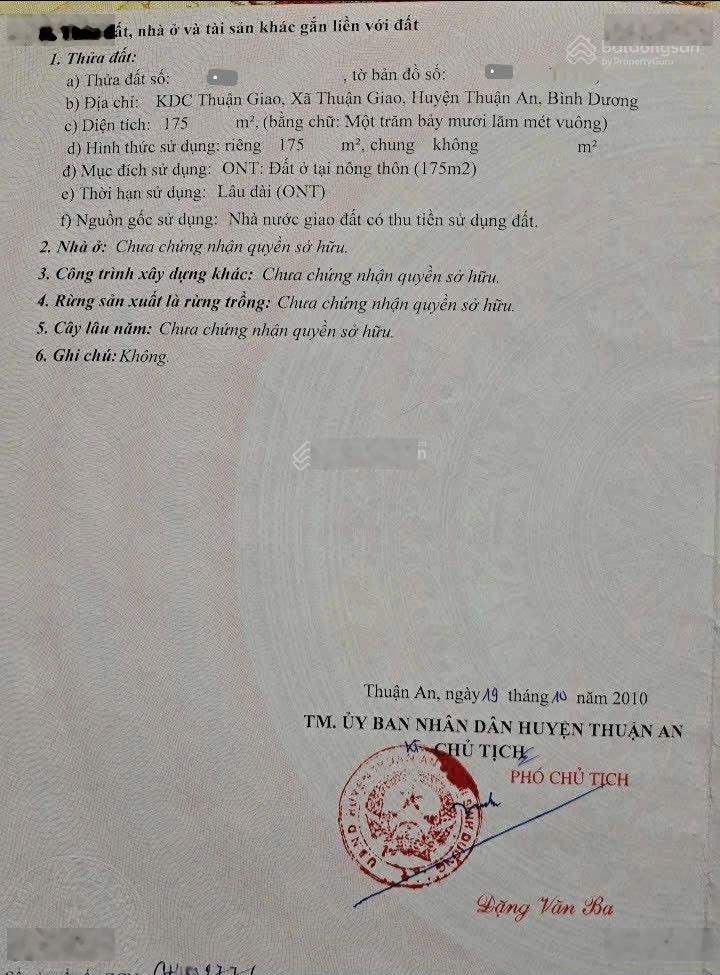 ất, nhà ở và tài sản khác gắn liền với đất
batdongsan
by PropertyGuru
1. Thửa đất:
a) Thửa đất số: , tờ bản đồ số:
b) Địa chỉ: KDC Thuận Giao, Xã Thuận Giao, Huyện Thuận An, Bình Dương
c) Diện tích: 175 m², (bằng chữ: Một trăm bảy mươi lăm mét vuông)
d) Hình thức sử dụng: riêng 175 m², chung không m²
đ) Mục đích sử dụng: ONT: Đất ở tại nông thôn (175m2)
e) Thời hạn sử dụng: Lâu dài (ONT)
f) Nguồn gốc sử dụng: Nhà nước giao đất có thu tiền sử dụng đất.
2. Nhà ở: Chưa chứng nhận quyền sở hữu.
3. Công trình xây dựng khác: Chưa chứng nhận quyền sở hữu.
4. Rừng sản xuất là rừng trồng: Chưa chứng nhận quyền sở hữu.
5. Cây lâu năm: Chưa chứng nhận quyền sở hữu.
6. Ghi chú: Không.
Thuận An, ngày 19 tháng 10 năm 2010
TM. ỦY BAN NHÂN DÂN HUYỆN THUẬN AN
KT CHỦ TỊCH
PHÓ CHỦ TỊCH
Đặng Văn Ba